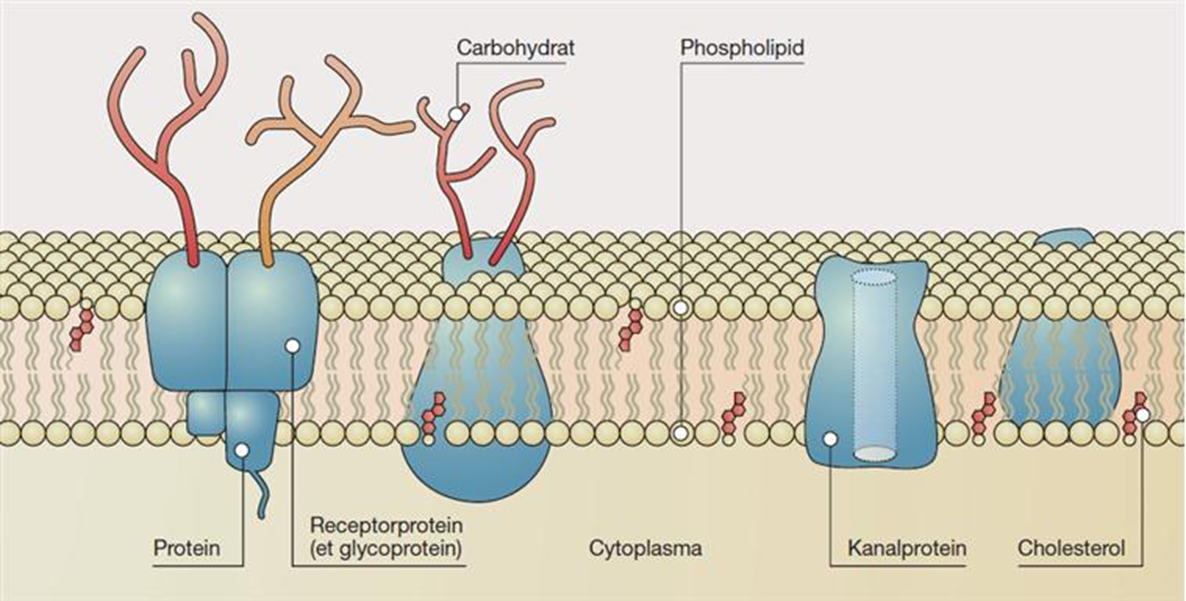 Carbohydrat
Phospholipid
Protein
Receptorprotein
(et glycoprotein)
Cytoplasma
Kanalprotein
Cholesterol